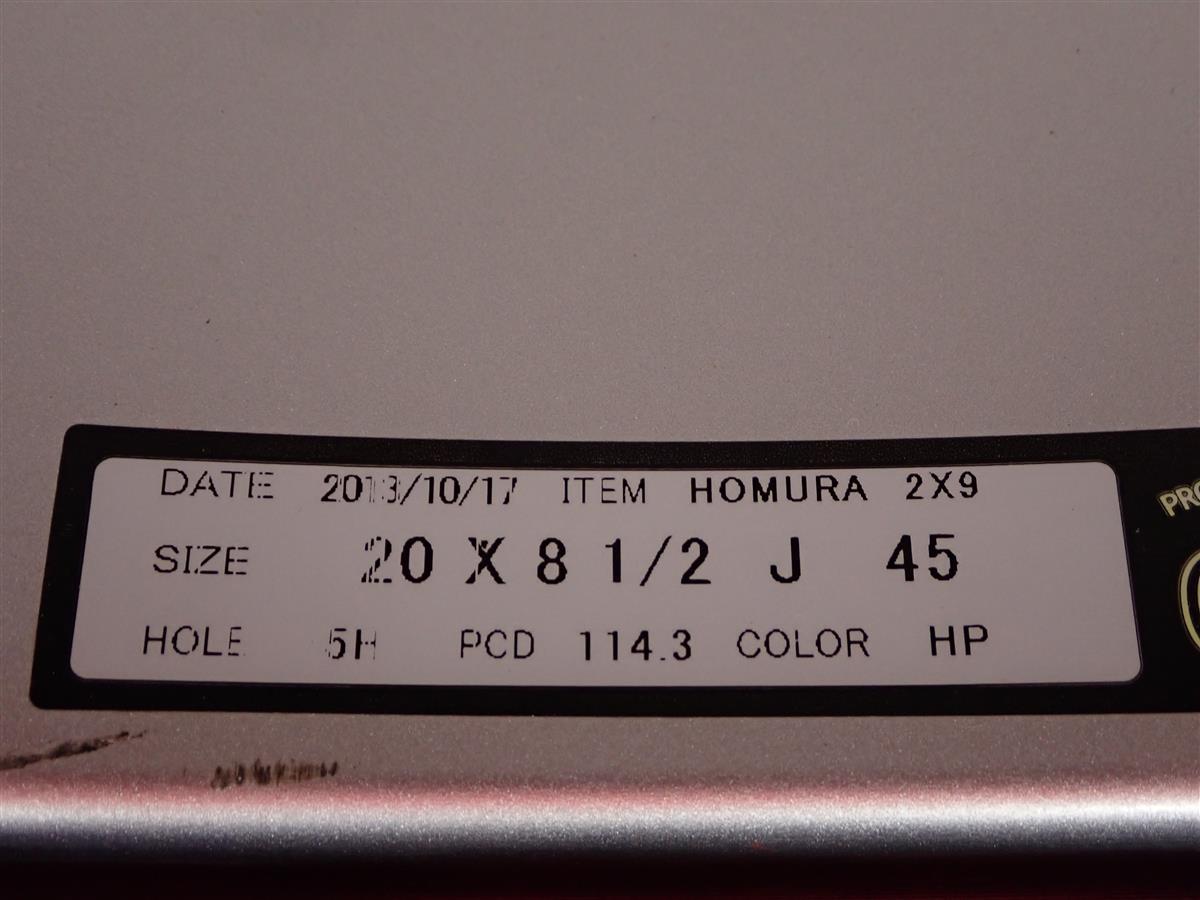 DATE 2013/10/17 ITEM HOMURA 2X9
SIZE 20 X 8 1/2 J 45
HOLE 5H PCD 114.3 COLOR HP